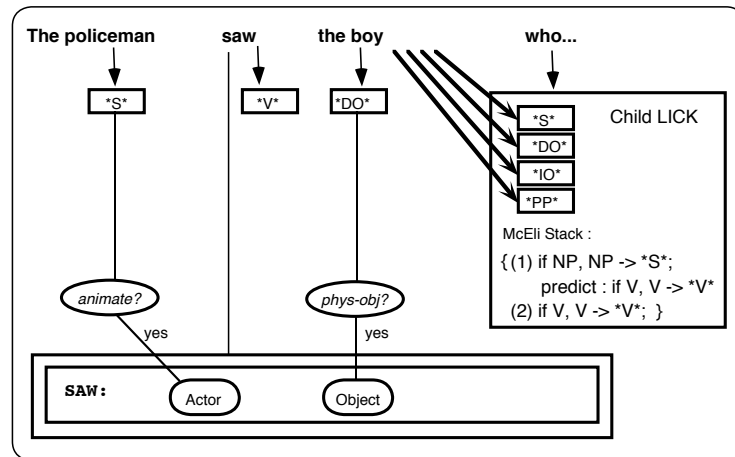 The policeman saw the boy who...
*S* *V* *DO*
*S* Child LICK
*DO*
*IO*
*PP*
McEli Stack :
{ (1) if NP, NP -> *S*;
predict : if V, V -> *V*
(2) if V, V -> *V*; }
animate? phys-obj?
yes yes
SAW: Actor Object